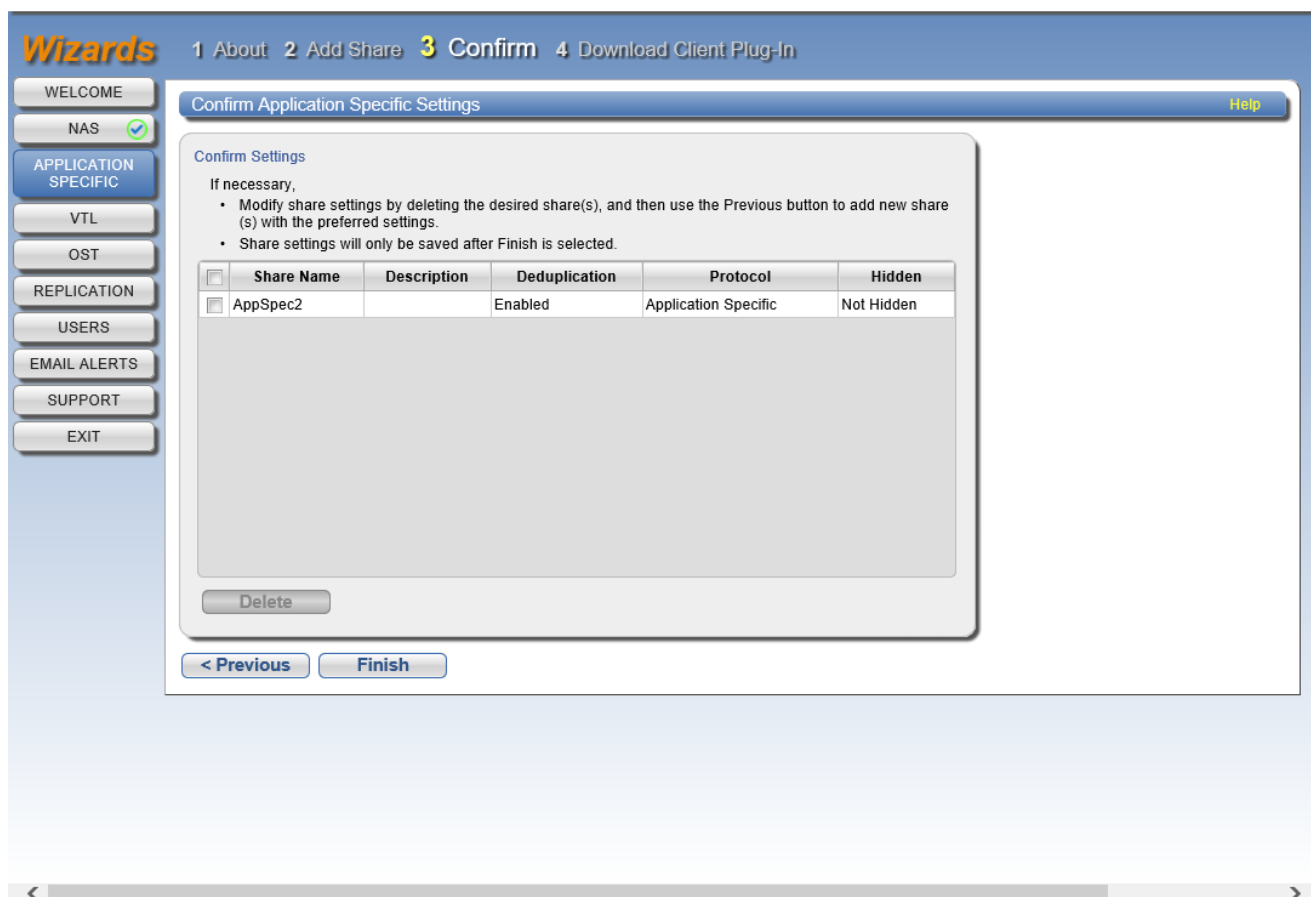 Wizards
1 About 2 Add Share 3 Confirm 4 Download Client Plug-In
WELCOME
NAS
APPLICATION
SPECIFIC
VTL
OST
REPLICATION
USERS
EMAIL ALERTS
SUPPORT
EXIT
Confirm Application Specific Settings Help
Confirm Settings
If necessary,
• Modify share settings by deleting the desired share(s), and then use the Previous button to add new share
(s) with the preferred settings.
• Share settings will only be saved after Finish is selected.
Share Name Description Deduplication Protocol Hidden
AppSpec2 Enabled Application Specific Not Hidden
Delete
< Previous Finish